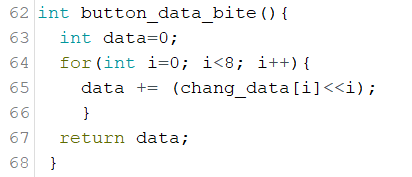 62 int button_data_bite(){
63   int data=0;
64   for(int i=0; i<8; i++){
65     data += (chang_data[i]<<i);
66     }
67   return data;
68  }